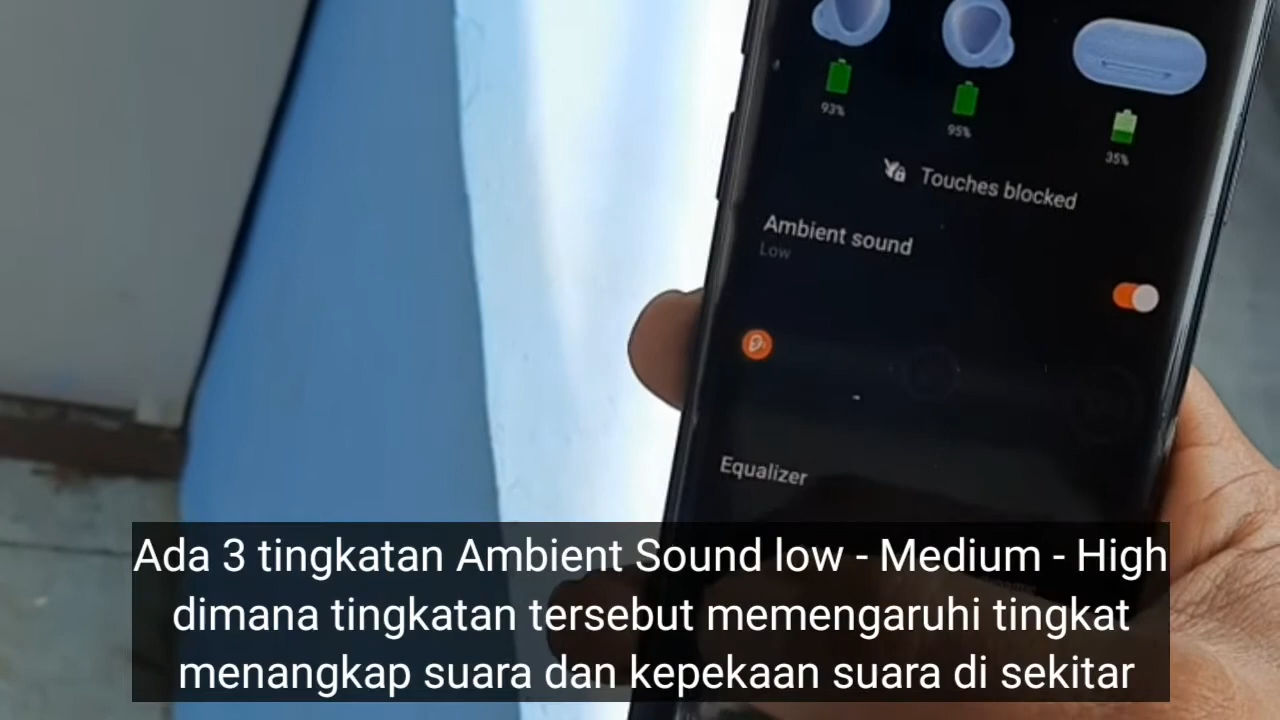 93%
95%
35%
Touches blocked
Ambient sound
Low
Equalizer
Ada 3 tingkatan Ambient Sound low - Medium - High
dimana tingkatan tersebut memengaruhi tingkat
menangkap suara dan kepekaan suara di sekitar